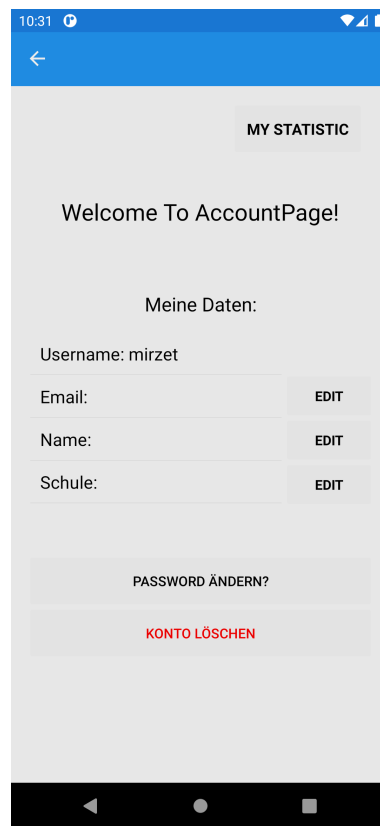 10:31
MY STATISTIC
Welcome To AccountPage!
Meine Daten:
Username: mirzet
Email:
EDIT
Name:
EDIT
Schule:
EDIT
PASSWORD ÄNDERN?
KONTO LÖSCHEN